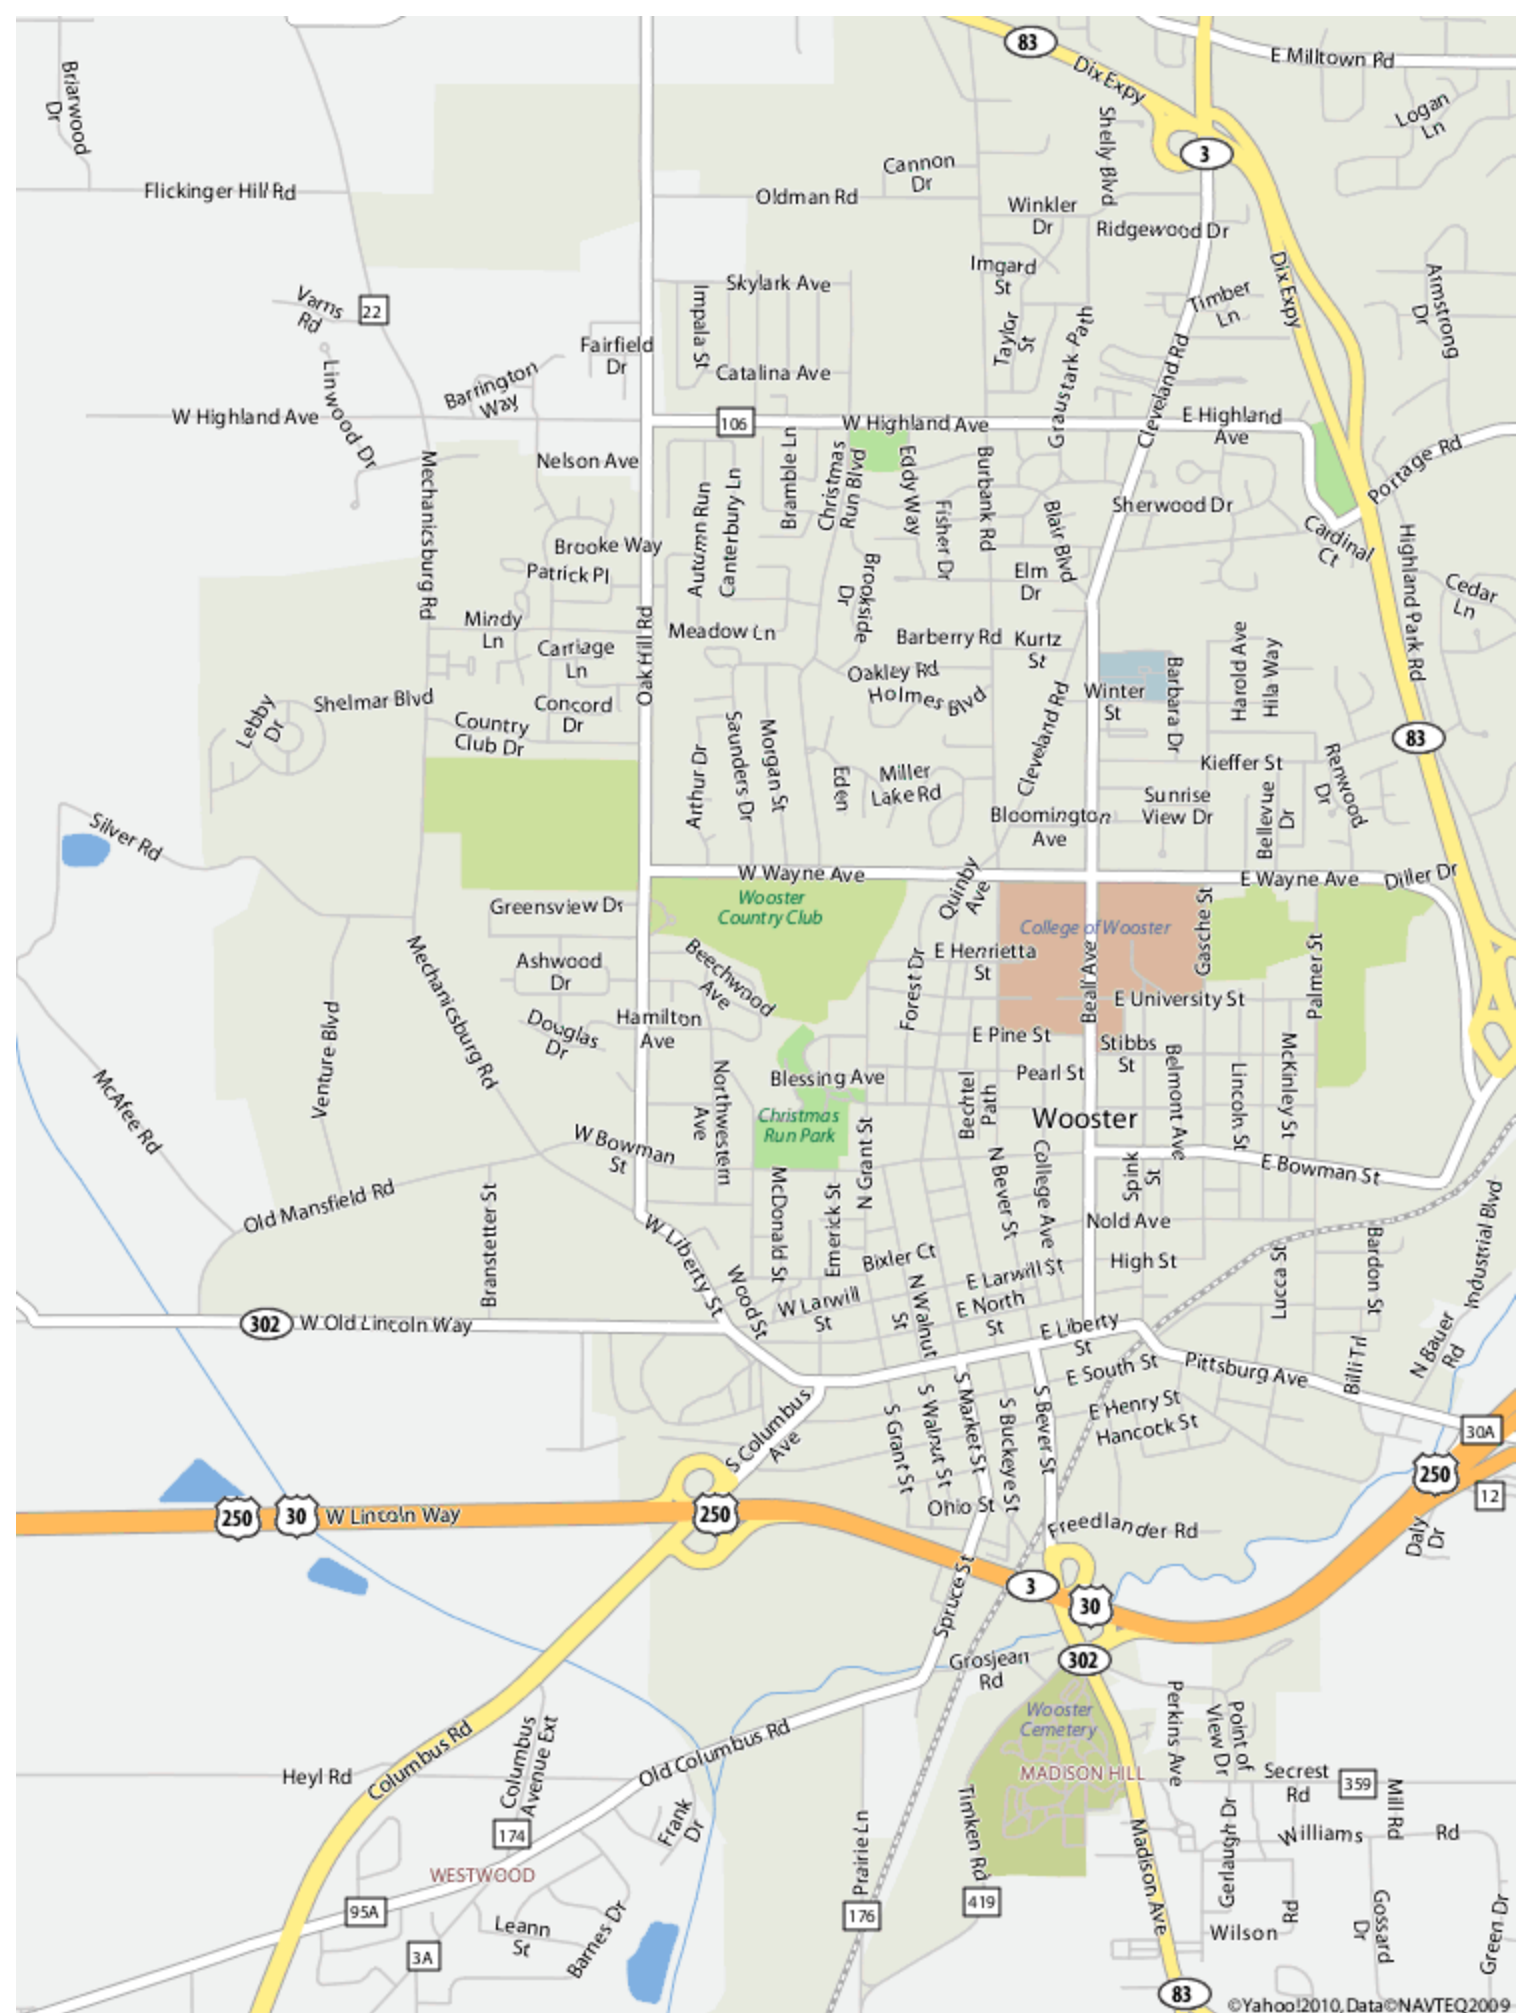 83
Dix Expy
E Milltown Rd
Briarwood
Dr
Logan
Ln
Shelly Blvd
3
Cannon
Dr
Flickinger Hill Rd
Oldman Rd
Winkler
Dr
Ridgewood Dr
Imgard
St
Dix Expy
Armstrong
Dr
Skylark Ave
Impala St
Timber
Ln
Varns
Rd
22
Taylor
St
Graustark Path
Fairfield
Dr
Cleveland Rd
Linwood Dr
Barrington
Way
Catalina Ave
W Highland Ave
106
W Highland Ave
E Highland
Ave
Portage Rd
Nelson Ave
Mechanicsburg Rd
Autumn Run
Canterbury Ln
Bramble Ln
Christmas
Run Blvd
Eddy Way
Fisher Dr
Burbank Rd
Blair Blvd
Sherwood Dr
Cardinal
Ct
Highland Park Rd
Brooke Way
Patrick Pl
Brookside
Dr
Elm
Dr
Cedar
Ln
Mindy
Ln
Carriage
Ln
Oak Hill Rd
Meadow Ln
Barberry Rd
Kurtz
St
Oakley Rd
Holmes Blvd
Winter
St
Barbara Dr
Harold Ave
Hila Way
Lebby
Dr
Shelmar Blvd
Concord
Dr
Country
Club Dr
Arthur Dr
Saunders Dr
Morgan St
Eden
Miller
Lake Rd
Cleveland Rd
83
Kieffer St
Renwood
Dr
Sunrise
View Dr
Bellevue
Dr
Bloomington
Ave
Silver Rd
W Wayne Ave
Quinby
Ave
E Wayne Ave
Diller Dr
Greensview Ds
Wooster
Country Club
College of Wooster
Gasche St
Ashwood
Dr
Beechwood
Ave
Forest Dr
E Henrietta
St
Beall Ave
Palmer St
Mechanicsburg Rd
E University St
Douglas
Dr
Hamilton
Ave
E Pine St
Stibbs
St
Venture Blvd
McAfee Rd
Northwestern
Ave
Blessing Ave
Pearl St
Bechtel
Path
Belmont Ave
Lincoln St
McKinley St
Christmas
Run Park
Wooster
N Grant St
W Bowman
St
N Bever St
College Ave
Spink
St
E Bowman St
Old Mansfield Rd
Branstetter St
McDonald St
Emerick St
Nold Ave
Industrial Blvd
W Liberty St
Bixler Ct
High St
Lucca St
Bardon St
Wood St
W Larwill
St
N Walnut
St
E Larwill St
E North
St
302
W Old Lincoln Way
E Liberty
St
E South St
Pittsburg Ave
Billi Trl
N Bauer
Rd
S Columbus
Ave
S Grant St
S Walnut St
S Market St
S Buckeye St
S Bever St
E Henry St
Hancock St
30A
250
12
250
30
W Lincoln Way
250
Ohio St
Freedlander Rd
Daly
Dr
Spruce St
3
30
302
Grosjean
Rd
Wooster
Cemetery
MADISON HILL
Perkins Ave
Point of
View Dr
Columbus Rd
Columbus
Avenue Ext
Old Columbus Rd
Heyl Rd
Secrest
Rd
359
Mill Rd
174
Frank
Dr
Timken Rd
Prairie Ln
Madison Ave
Gerlaugh Dr
Williams
Rd
WESTWOOD
95A
Leann
St
Barnes Dr
176
419
Wilson
Rd
Gossard
Dr
Green Dr
3A
83
©Yahoo!2010, Data©NAVTEQ2009